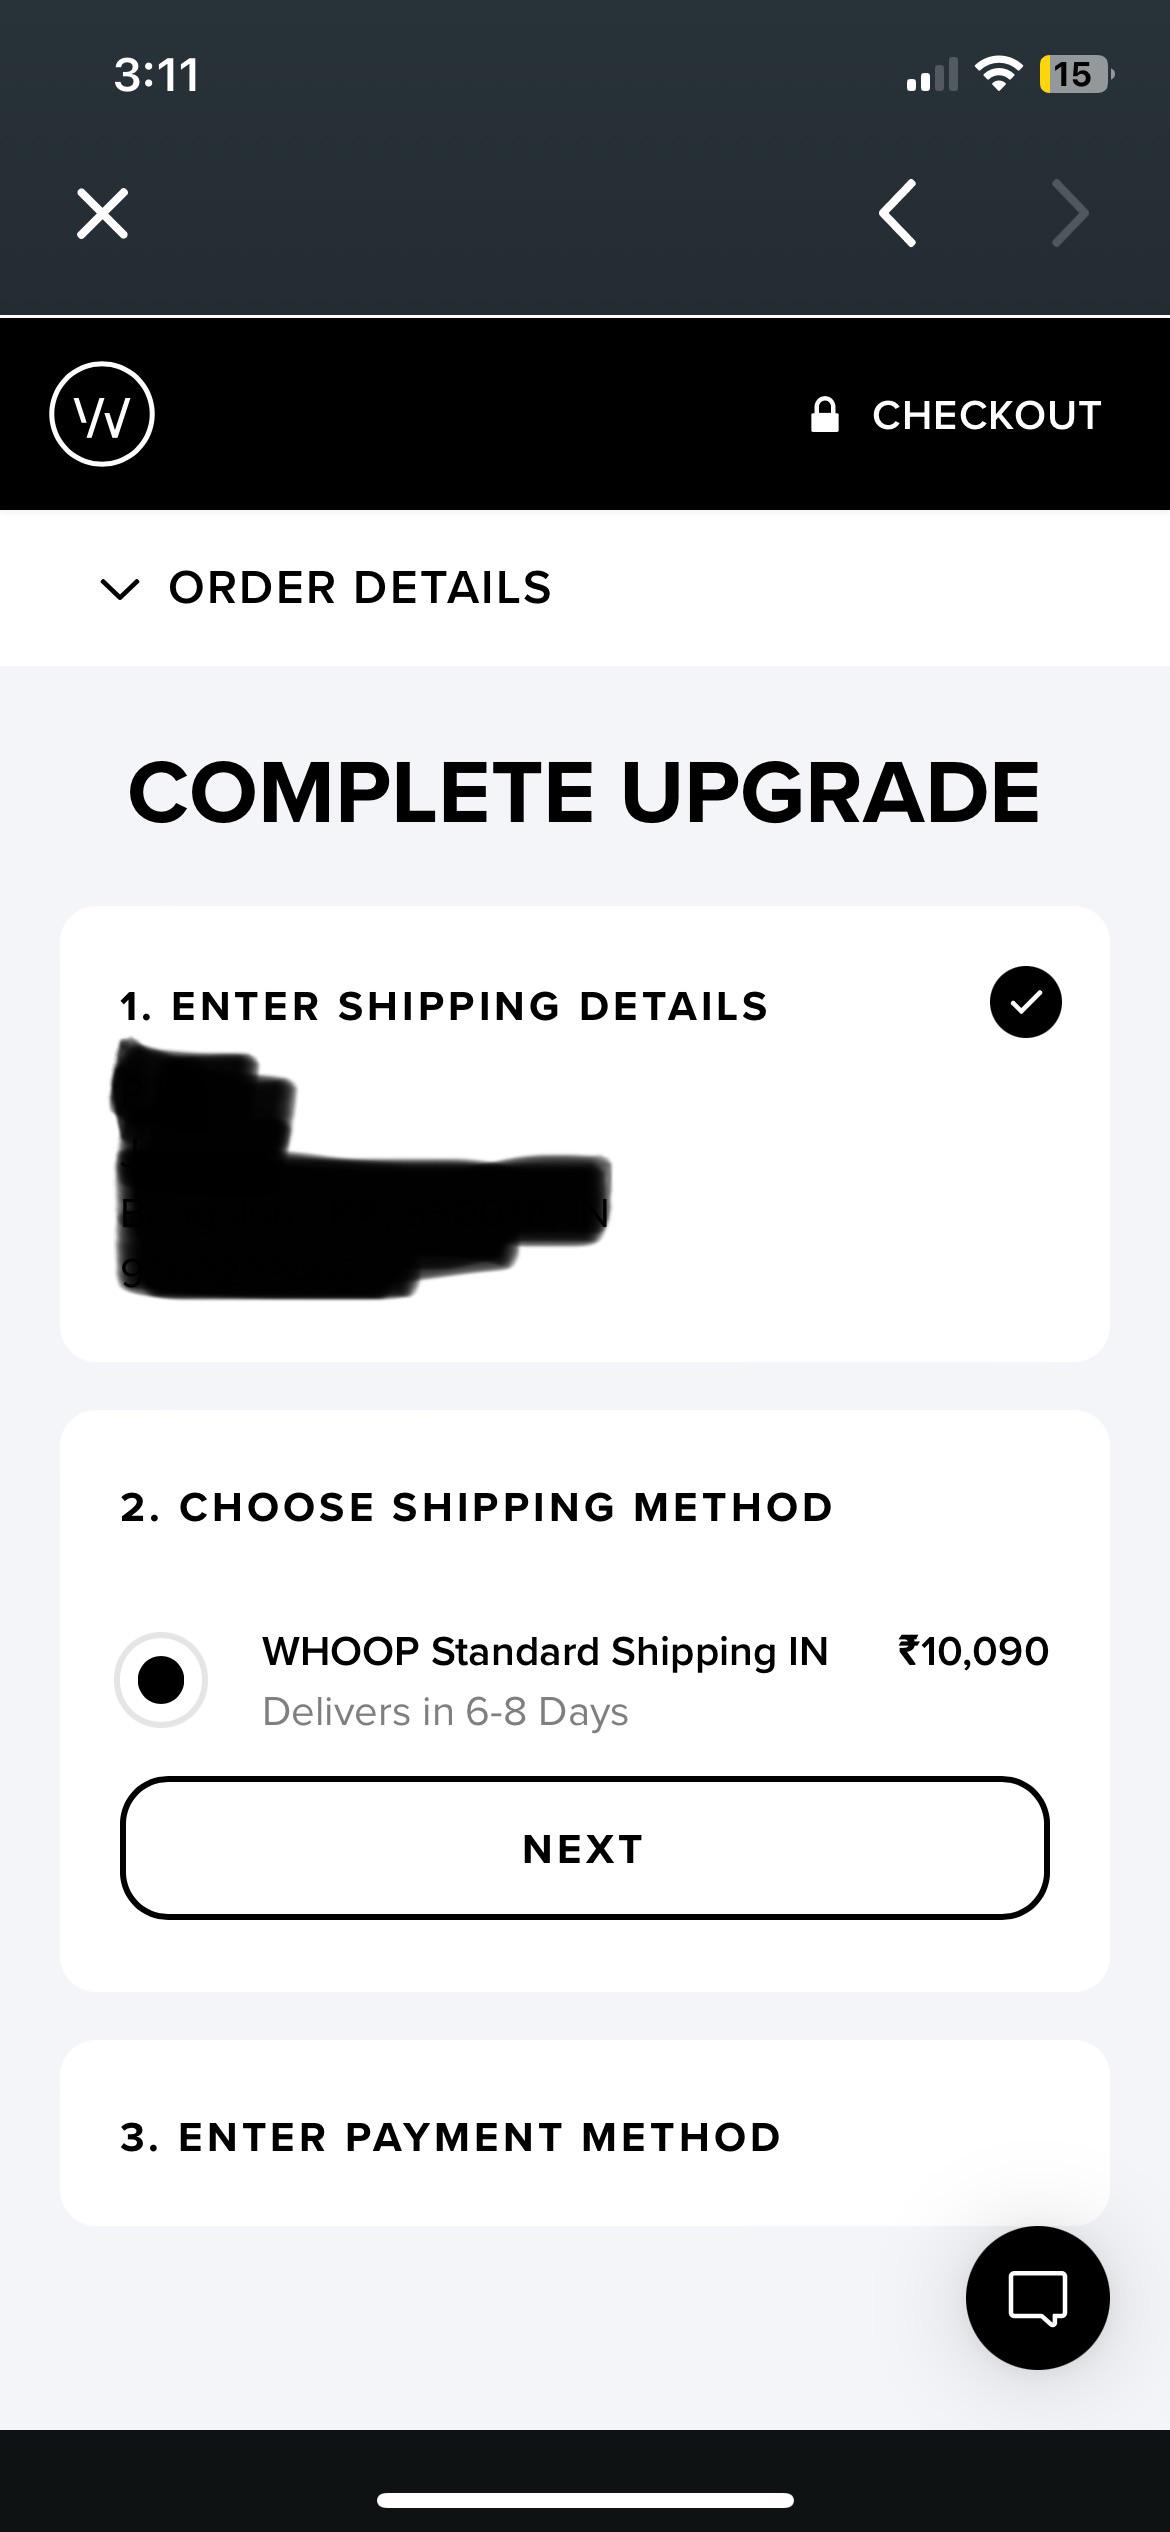 3:11
15
W
CHECKOUT
ORDER DETAILS
COMPLETE UPGRADE
1. ENTER SHIPPING DETAILS
2. CHOOSE SHIPPING METHOD
WHOOP Standard Shipping IN ₹10,090
Delivers in 6-8 Days
NEXT
3. ENTER PAYMENT METHOD